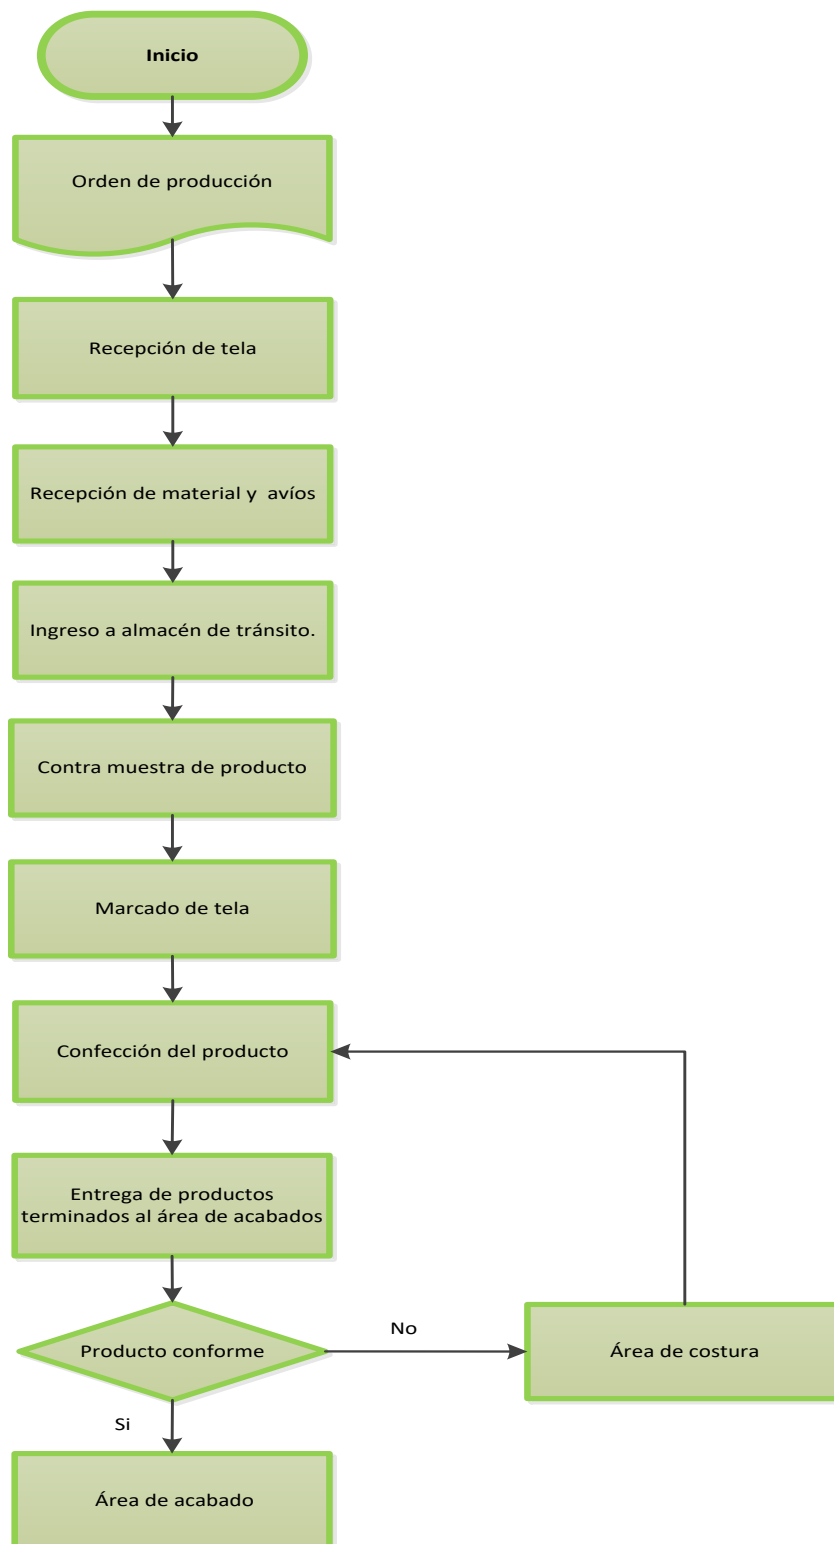 Inicio
Orden de producción
Recepción de tela
Recepción de material y  avíos
Ingreso a almacén de tránsito.
Contra muestra de producto
Marcado de tela
Confección del producto
Entrega de productos
terminados al área de acabados
Producto conforme
No
Área de costura
Si
Área de acabado